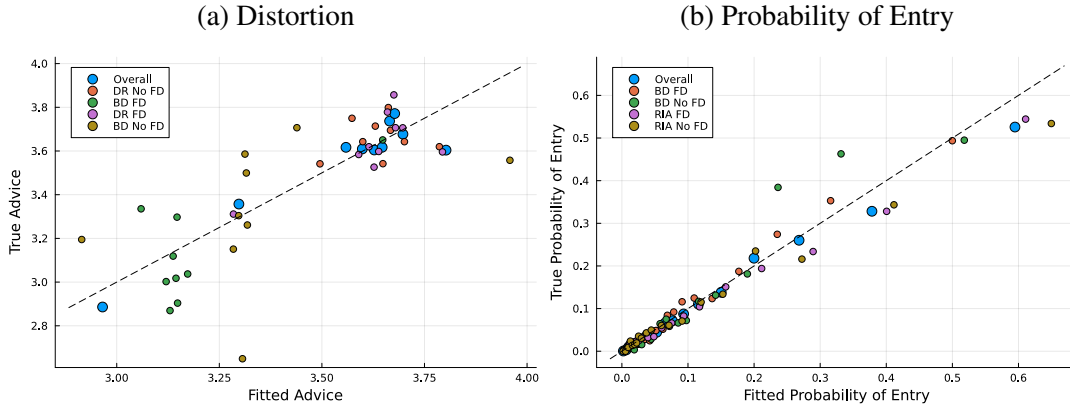 (a) Distortion
4.0
3.8
3.6
3.4
3.2
3.0
2.8
True Advice
Overall
DR No FD
BD FD
DR FD
BD No FD
3.00
3.25
3.50
3.75
4.00
Fitted Advice
(b) Probability of Entry
0.6
0.5
0.4
0.3
0.2
0.1
0.0
True Probability of Entry
Overall
BD FD
BD No FD
RIA FD
RIA No FD
0.0
0.1
0.2
0.3
0.4
0.5
0.6
Fitted Probability of Entry